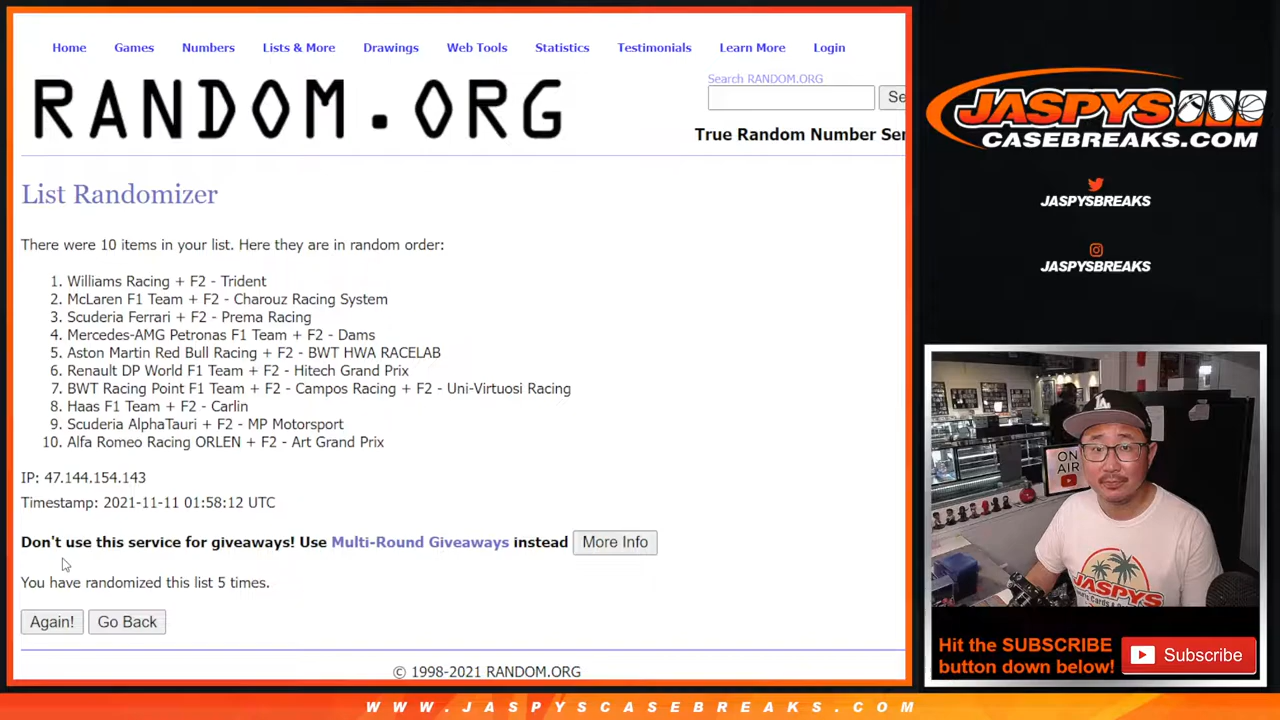 Home Games Numbers Lists & More Drawings Web Tools Statistics Testimonials Learn More Login
RANDOM.ORG
Search RANDOM.ORG
Se
True Random Number Ser
List Randomizer
There were 10 items in your list. Here they are in random order:
1. Williams Racing + F2 - Trident
2. McLaren F1 Team + F2 - Charouz Racing System
3. Scuderia Ferrari + F2 - Prema Racing
4. Mercedes-AMG Petronas F1 Team + F2 - Dams
5. Aston Martin Red Bull Racing + F2 - BWT HWA RACELAB
6. Renault DP World F1 Team + F2 - Hitech Grand Prix
7. BWT Racing Point F1 Team + F2 - Campos Racing + F2 - Uni-Virtuosi Racing
8. Haas F1 Team + F2 - Carlin
9. Scuderia AlphaTauri + F2 - MP Motorsport
10. Alfa Romeo Racing ORLEN + F2 - Art Grand Prix
IP: 47.144.154.143
Timestamp: 2021-11-11 01:58:12 UTC
Don't use this service for giveaways! Use Multi-Round Giveaways instead More Info
You have randomized this list 5 times.
Again! Go Back
© 1998-2021 RANDOM.ORG
JASPYS
CASEBREAKS.COM
JASPYSBREAKS
JASPYSBREAKS
ON
AIR
LA
JASPYS
Hit the SUBSCRIBE
button down below!
Subscribe
WWW.JASPYSCASEBREAKS.COM